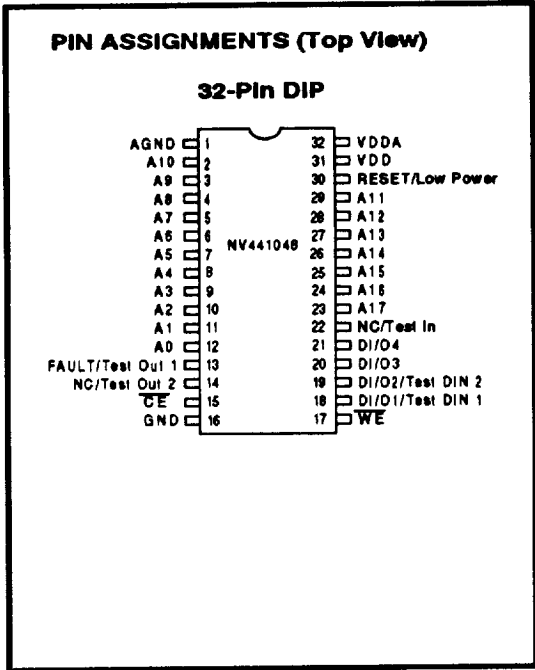 PIN ASSIGNMENTS (Top View)
32-Pin DIP
AGND 1 32 VDDA
A10 2 31 VDD
A9 3 30 RESET/Low Power
A8 4 29 A11
A7 5 28 A12
A6 6 27 A13
NV441048
A5 7 26 A14
A4 8 25 A15
A3 9 24 A16
A2 10 23 A17
A1 11 22 NC/Test In
A0 12 21 DI/O4
FAULT/Test Out 1 13 20 DI/O3
NC/Test Out 2 14 19 DI/O2/Test DIN 2
CE 15 18 DI/O1/Test DIN 1
GND 16 17 WE